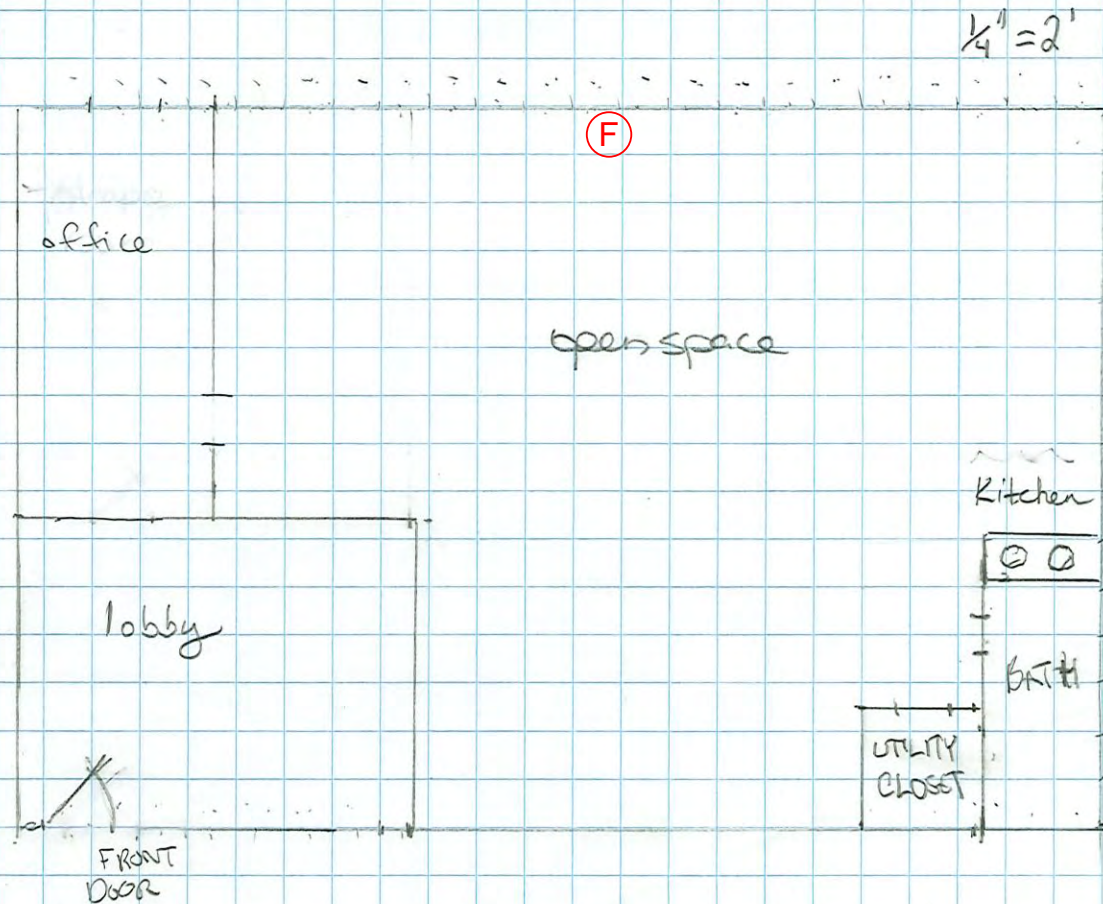 1/4" = 2'
F
office
open space
Kitchen
lobby
BATH
UTILITY
CLOSET
FRONT
DOOR